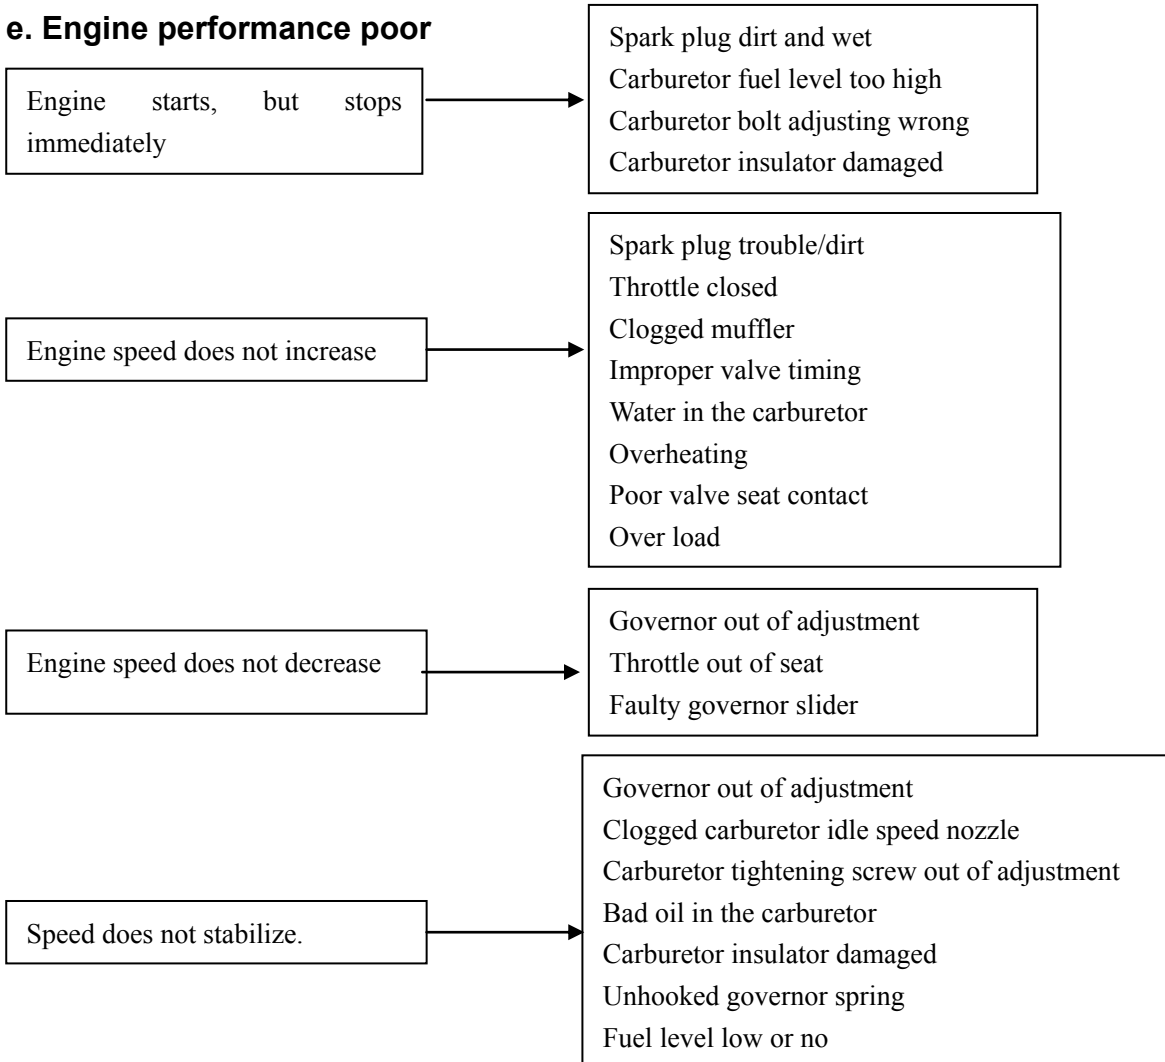 e. Engine performance poor
Engine starts, but stops
immediately
Spark plug dirt and wet
Carburetor fuel level too high
Carburetor bolt adjusting wrong
Carburetor insulator damaged
Engine speed does not increase
Spark plug trouble/dirt
Throttle closed
Clogged muffler
Improper valve timing
Water in the carburetor
Overheating
Poor valve seat contact
Over load
Engine speed does not decrease
Governor out of adjustment
Throttle out of seat
Faulty governor slider
Speed does not stabilize.
Governor out of adjustment
Clogged carburetor idle speed nozzle
Carburetor tightening screw out of adjustment
Bad oil in the carburetor
Carburetor insulator damaged
Unhooked governor spring
Fuel level low or no